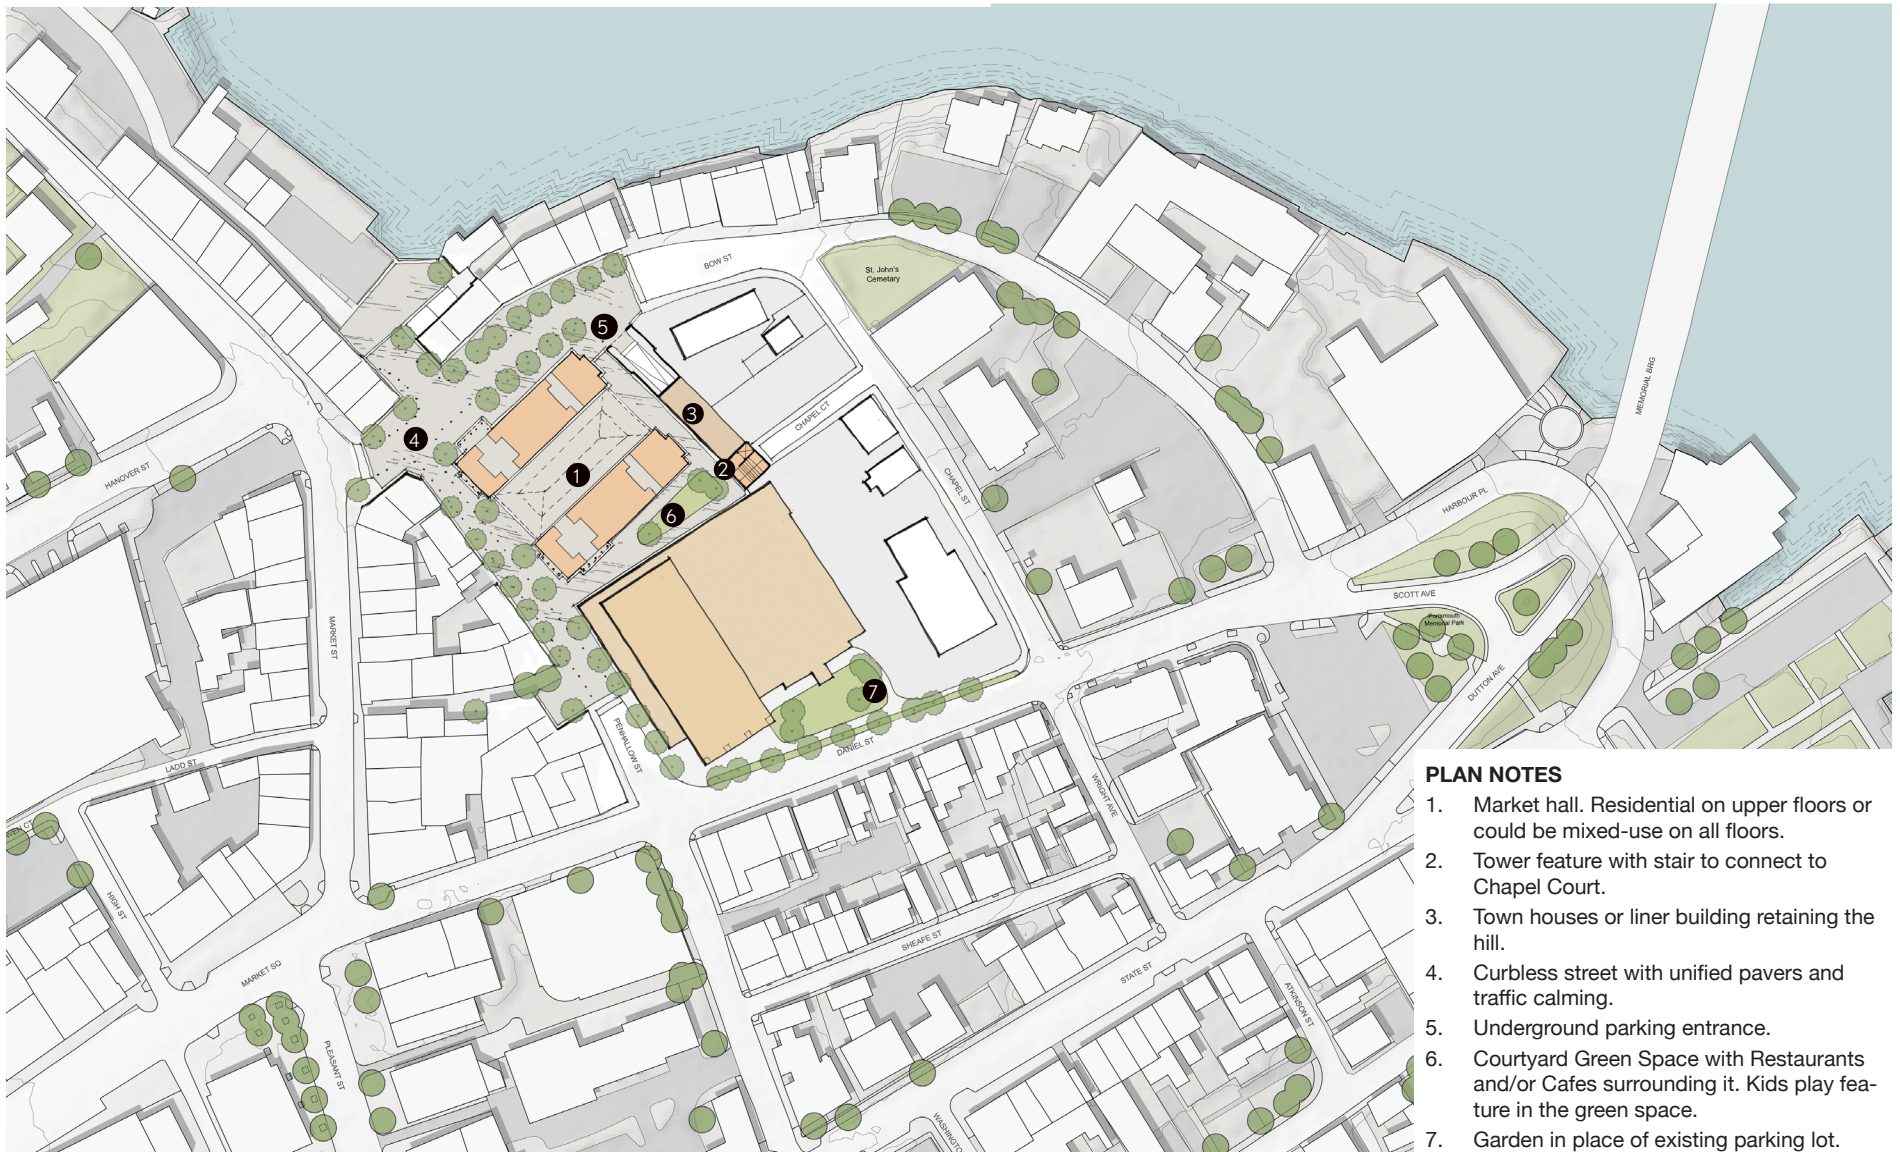 BOW ST
St. John's
Cemetery
MEMORIAL BRG
5
3
CHAPEL CT
4
2
HANOVER ST
1
CHAPEL ST
6
HARBOUR PL
SCOTT AVE
Portsmouth
Memorial Park
MARKET ST
DUTTON AVE
7
PENHALLOW ST
DANIEL ST
LADD ST
WRIGHT AVE
HIGH ST
SHEAFE ST
MARKET SQ
STATE ST
ATKINSON ST
PLEASANT ST
PLAN NOTES
1. Market hall. Residential on upper floors or
could be mixed-use on all floors.
2. Tower feature with stair to connect to
Chapel Court.
3. Town houses or liner building retaining the
hill.
4. Curbless street with unified pavers and
traffic calming.
5. Underground parking entrance.
6. Courtyard Green Space with Restaurants
and/or Cafes surrounding it. Kids play fea-
ture in the green space.
7. Garden in place of existing parking lot.